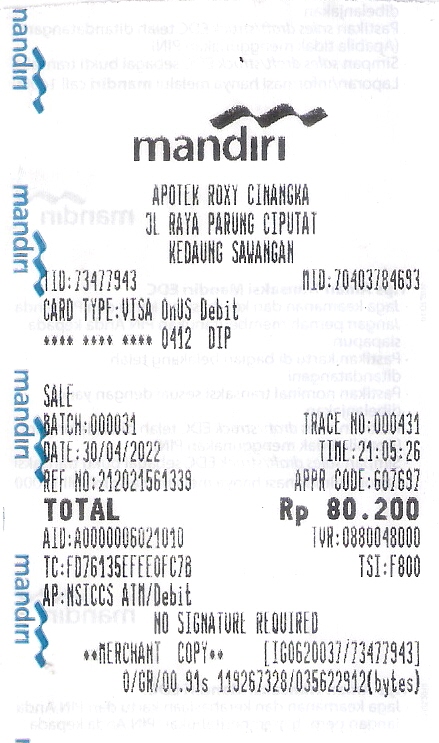 mandiri
APOTEK ROXY CINANGKA
JL RAYA PARUNG CIPUTAT
KEDAUNG SAWANGAN
TID:73477943 MID:70403784693
CARD TYPE:VISA OnUS Debit
**** **** **** 0412 DIP
SALE
BATCH:000031 TRACE NO:000431
DATE:30/04/2022 TIME:21:05:26
REF NO:212021561339 APPR CODE:607697
TOTAL Rp 80.200
AID:A0000006021010 TVR:0880048000
TC:FD76135EFEE0FC78 TSI:F800
AP:NSICCS ATM/Debit
NO SIGNATURE REQUIRED
**MERCHANT COPY** [IG0620037/73477943]
0/GR/00.91s 119267328/035622912(bytes)
mandiri
mandiri
mandiri
mandiri